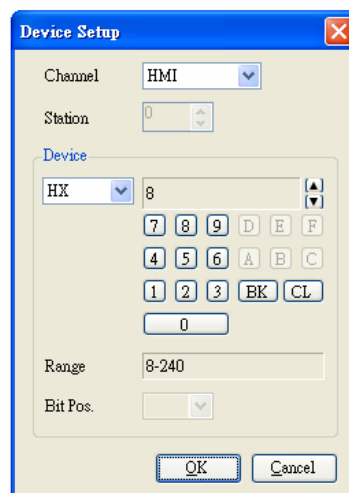 Device Setup
Channel HMI
Station 0
Device
HX 8
7 8 9 D E F
4 5 6 A B C
1 2 3 BK CL
0
Range 8-240
Bit Pos.
OK Cancel